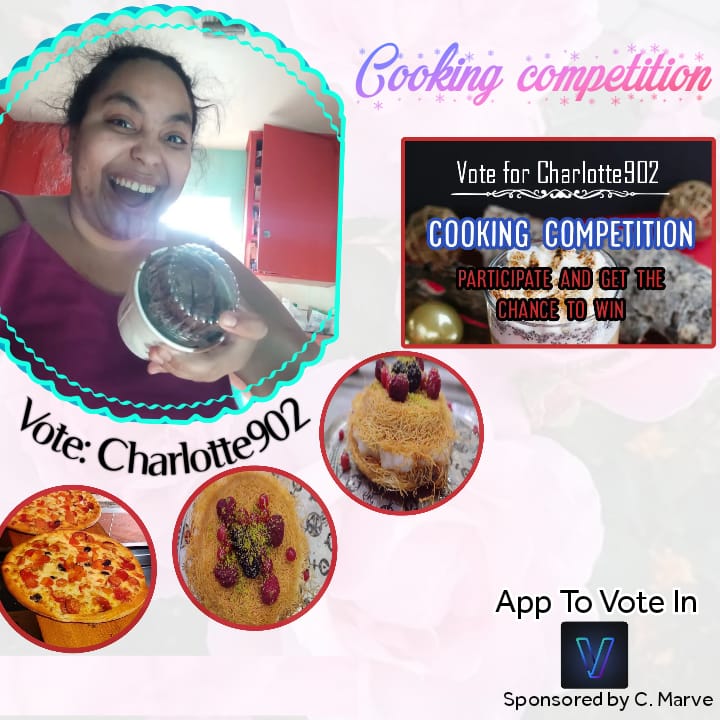 Cooking competition
Vote for Charlotte902
COOKING COMPETITION
PARTICIPATE AND GET THE
CHANCE TO WIN
Vote: Charlotte902
App To Vote In
V
Sponsored by C. Marve